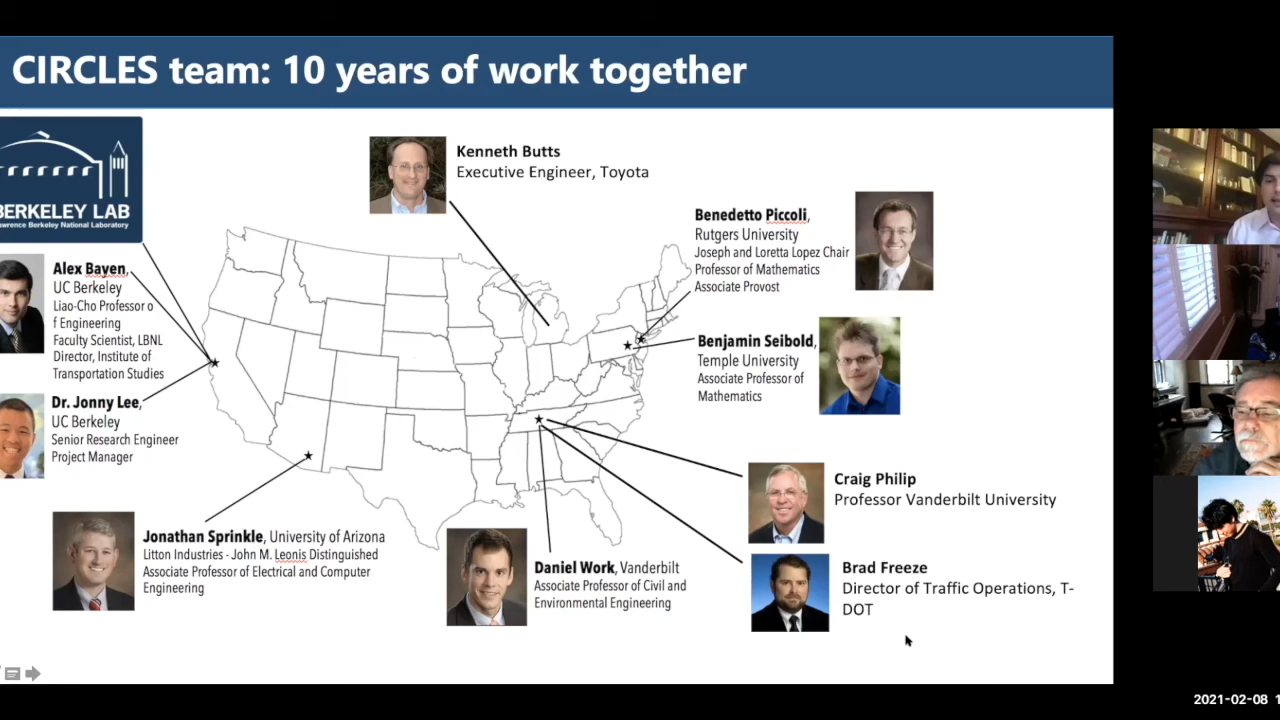 CIRCLES team: 10 years of work together
BERKELEY LAB
Lawrence Berkeley National Laboratory
Kenneth Butts
Executive Engineer, Toyota
Benedetto Piccoli,
Rutgers University
Joseph and Loretta Lopez Chair
Professor of Mathematics
Associate Provost
Alex Bayen,
UC Berkeley
Liao-Cho Professor o
f Engineering
Faculty Scientist, LBNL
Director, Institute of
Transportation Studies
Benjamin Seibold,
Temple University
Associate Professor of
Mathematics
Dr. Jonny Lee,
UC Berkeley
Senior Research Engineer
Project Manager
Craig Philip
Professor Vanderbilt University
Jonathan Sprinkle, University of Arizona
Litton Industries - John M. Leonis Distinguished
Associate Professor of Electrical and Computer
Engineering
Daniel Work, Vanderbilt
Associate Professor of Civil and
Environmental Engineering
Brad Freeze
Director of Traffic Operations, T-
DOT
2021-02-08 1